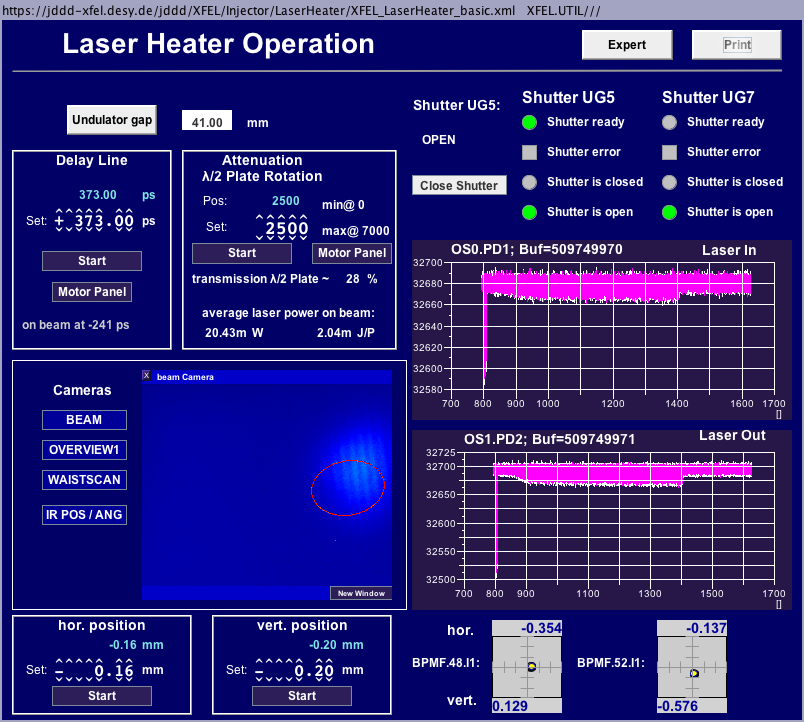 https://jddd-xfel.desy.de/jddd/XFEL/Injector/LaserHeater/XFEL_LaserHeater_basic.xml XFEL.UTIL///
Laser Heater Operation
Expert
Print
Undulator gap
41.00 mm
Shutter UG5:
OPEN
Close Shutter
Shutter UG5
Shutter ready
Shutter error
Shutter is closed
Shutter is open
Shutter UG7
Shutter ready
Shutter error
Shutter is closed
Shutter is open
Delay Line
373.00 ps
Set: + 373.00 ps
Start
Motor Panel
on beam at -241 ps
Attenuation
λ/2 Plate Rotation
Pos: 2500 min@ 0
Set: 2500 max@ 7000
Start
Motor Panel
transmission λ/2 Plate ~ 28 %
average laser power on beam:
20.43m W 2.04m J/P
OS0.PD1; Buf=509749970
Laser In
32700
32680
32660
32640
32620
32600
32580
700 800 900 1000 1200 1400 1600 1700
[]
Cameras
BEAM
OVERVIEW1
WAISTSCAN
IR POS / ANG
X beam Camera
New Window
OS1.PD2; Buf=509749971
Laser Out
32725
32700
32650
32600
32550
32500
700 800 900 1100 1300 1500 1700
[]
hor. position
-0.16 mm
Set: - 0.16 mm
Start
vert. position
-0.20 mm
Set: - 0.20 mm
Start
hor.
BPMF.48.I1:
vert.
-0.354
0.129
BPMF.52.I1:
-0.137
-0.576